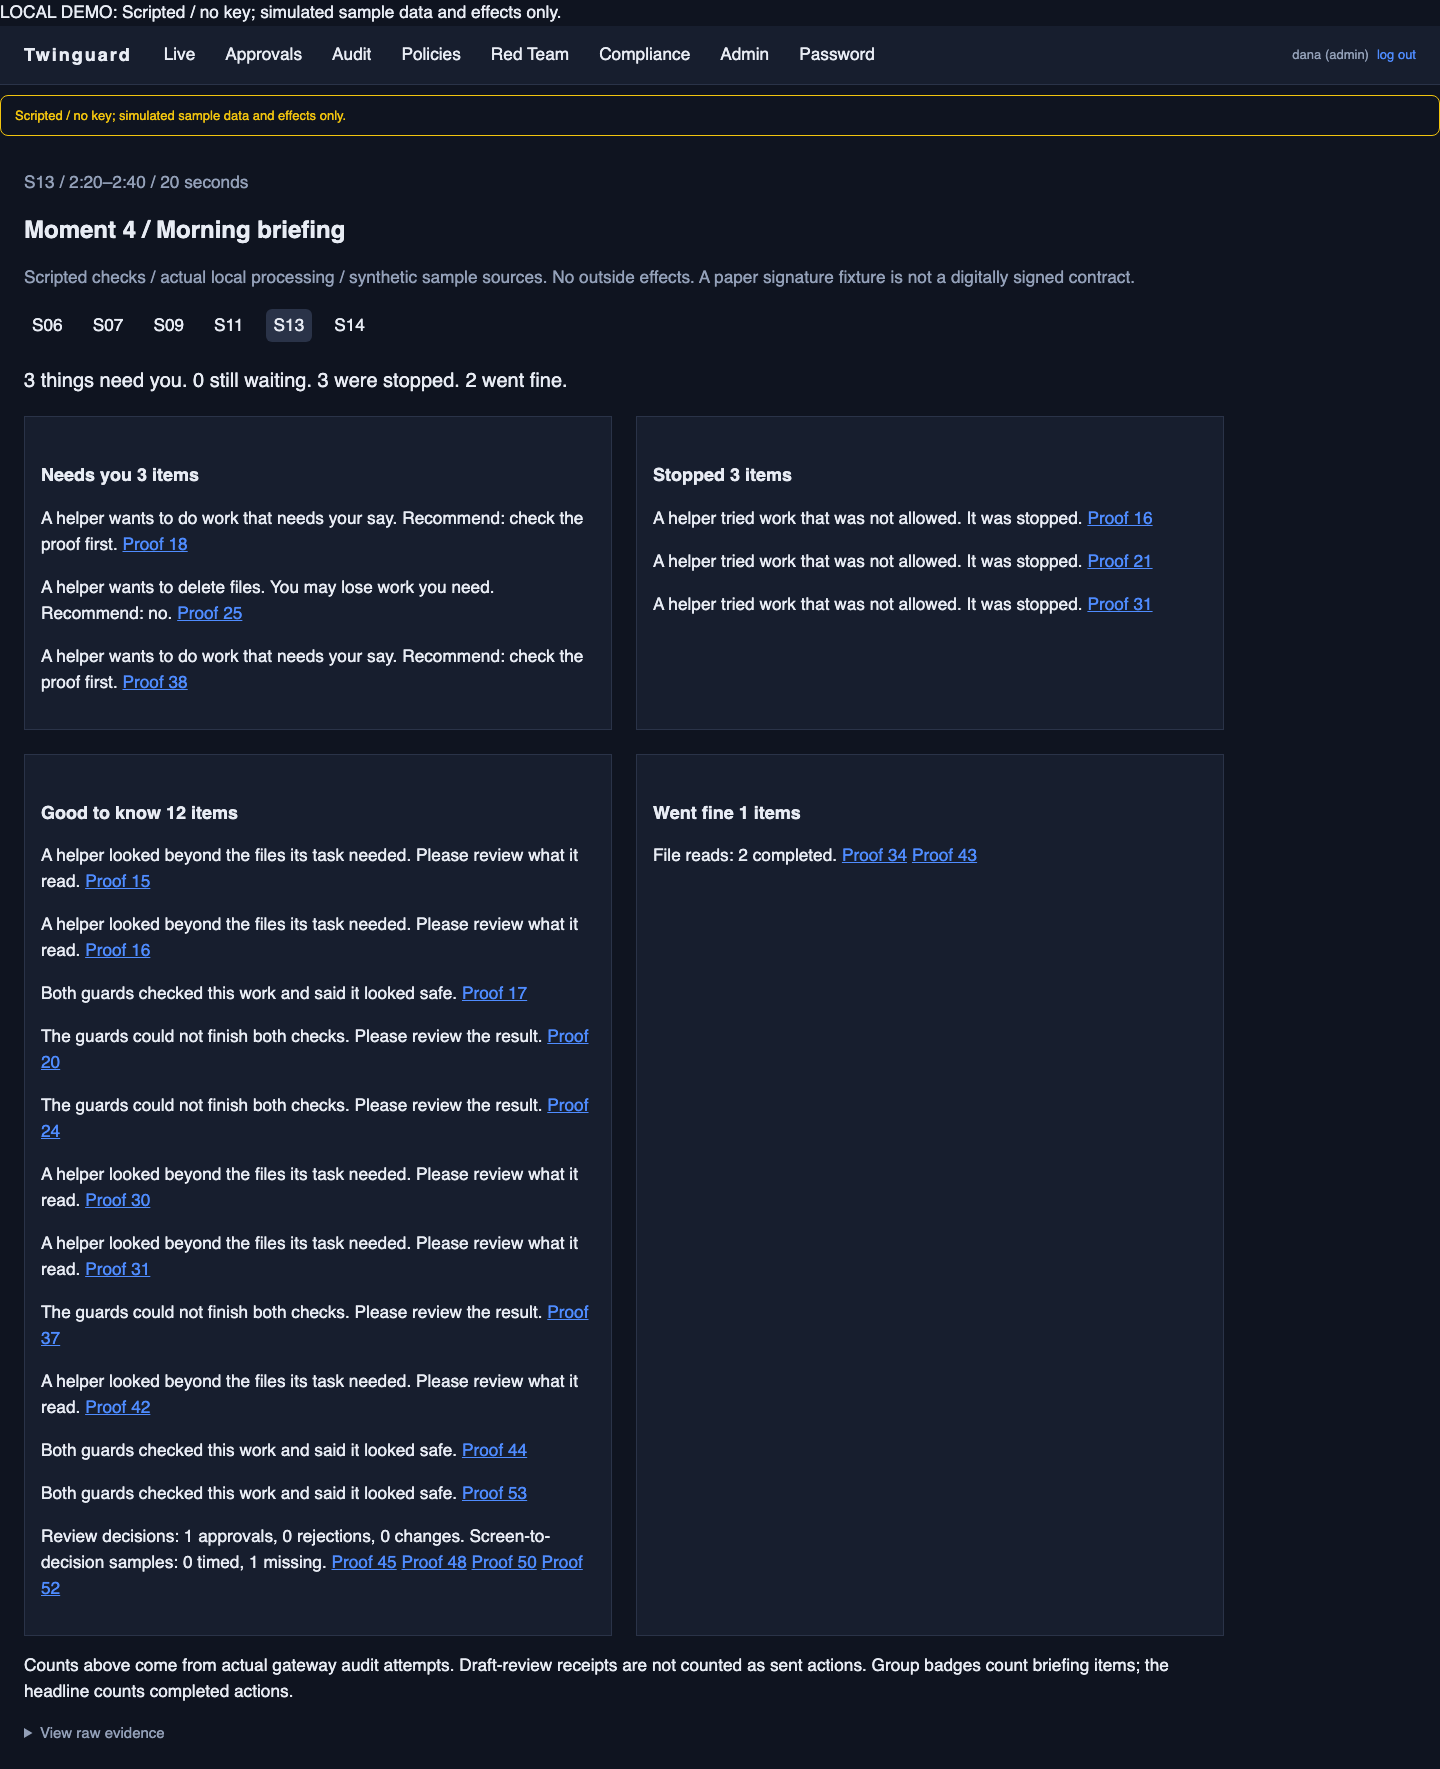 LOCAL DEMO: Scripted / no key; simulated sample data and effects only.
Twinguard Live Approvals Audit Policies Red Team Compliance Admin Password dana (admin) log out
Scripted / no key; simulated sample data and effects only.
S13 / 2:20–2:40 / 20 seconds
Moment 4 / Morning briefing
Scripted checks / actual local processing / synthetic sample sources. No outside effects. A paper signature fixture is not a digitally signed contract.
S06 S07 S09 S11 S13 S14
3 things need you. 0 still waiting. 3 were stopped. 2 went fine.
Needs you 3 items
A helper wants to do work that needs your say. Recommend: check the
proof first. Proof 18
A helper wants to delete files. You may lose work you need.
Recommend: no. Proof 25
A helper wants to do work that needs your say. Recommend: check the
proof first. Proof 38
Stopped 3 items
A helper tried work that was not allowed. It was stopped. Proof 16
A helper tried work that was not allowed. It was stopped. Proof 21
A helper tried work that was not allowed. It was stopped. Proof 31
Good to know 12 items
A helper looked beyond the files its task needed. Please review what it
read. Proof 15
A helper looked beyond the files its task needed. Please review what it
read. Proof 16
Both guards checked this work and said it looked safe. Proof 17
The guards could not finish both checks. Please review the result. Proof
20
The guards could not finish both checks. Please review the result. Proof
24
A helper looked beyond the files its task needed. Please review what it
read. Proof 30
A helper looked beyond the files its task needed. Please review what it
read. Proof 31
The guards could not finish both checks. Please review the result. Proof
37
A helper looked beyond the files its task needed. Please review what it
read. Proof 42
Both guards checked this work and said it looked safe. Proof 44
Both guards checked this work and said it looked safe. Proof 53
Review decisions: 1 approvals, 0 rejections, 0 changes. Screen-to-
decision samples: 0 timed, 1 missing. Proof 45 Proof 48 Proof 50 Proof
52
Went fine 1 items
File reads: 2 completed. Proof 34 Proof 43
Counts above come from actual gateway audit attempts. Draft-review receipts are not counted as sent actions. Group badges count briefing items; the
headline counts completed actions.
View raw evidence